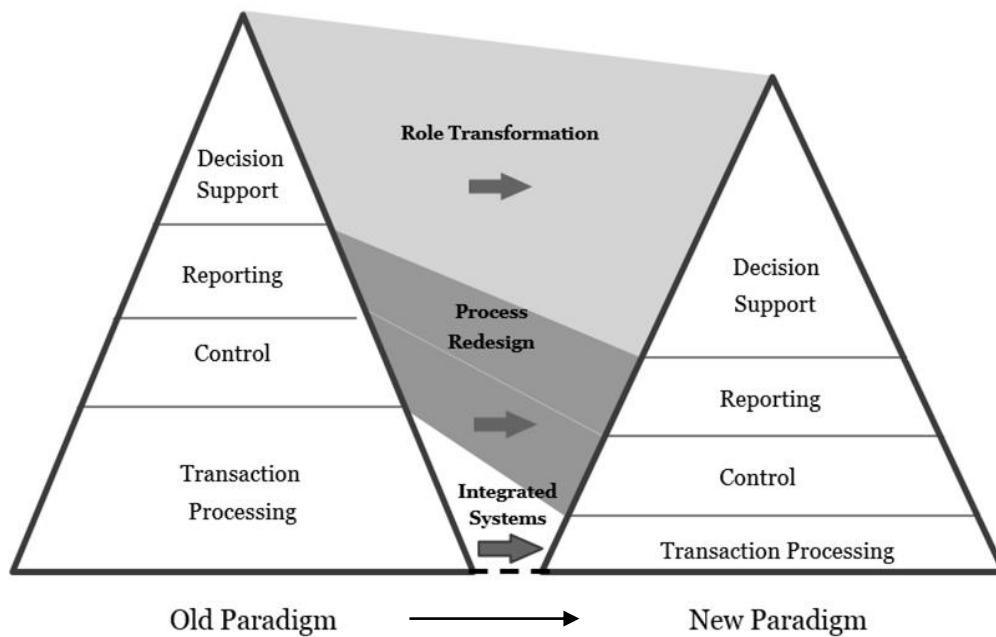 Role Transformation
Decision
Support
Reporting
Control
Transaction
Processing
Process
Redesign
Integrated
Systems
Decision
Support
Reporting
Control
Transaction Processing
Old Paradigm
New Paradigm